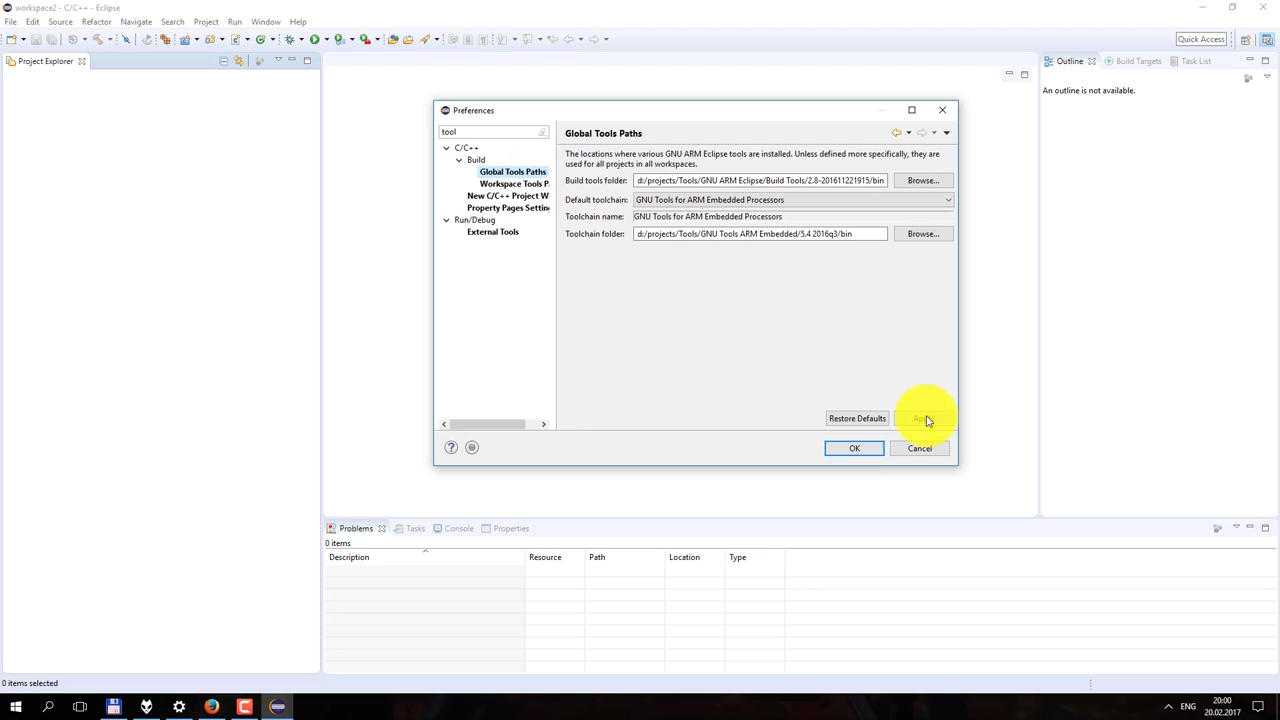 workspace2 - C/C++ - Eclipse
File Edit Source Refactor Navigate Search Project Run Window Help
Quick Access
Project Explorer
Outline Build Targets Task List
An outline is not available.
Preferences
tool
C/C++
Build
Global Tools Paths
Workspace Tools P
New C/C++ Project W
Property Pages Settin
Run/Debug
External Tools
Global Tools Paths
The locations where various GNU ARM Eclipse tools are installed. Unless defined more specifically, they are
used for all projects in all workspaces.
Build tools folder: d:/projects/Tools/GNU ARM Eclipse/Build Tools/2.8-201611221915/bin Browse...
Default toolchain: GNU Tools for ARM Embedded Processors
Toolchain name: GNU Tools for ARM Embedded Processors
Toolchain folder: d:/projects/Tools/GNU Tools ARM Embedded/5.4 2016q3/bin Browse...
Restore Defaults
OK Cancel
Problems Tasks Console Properties
0 items
Description Resource Path Location Type
0 items selected
ENG
20:00
20.02.2017